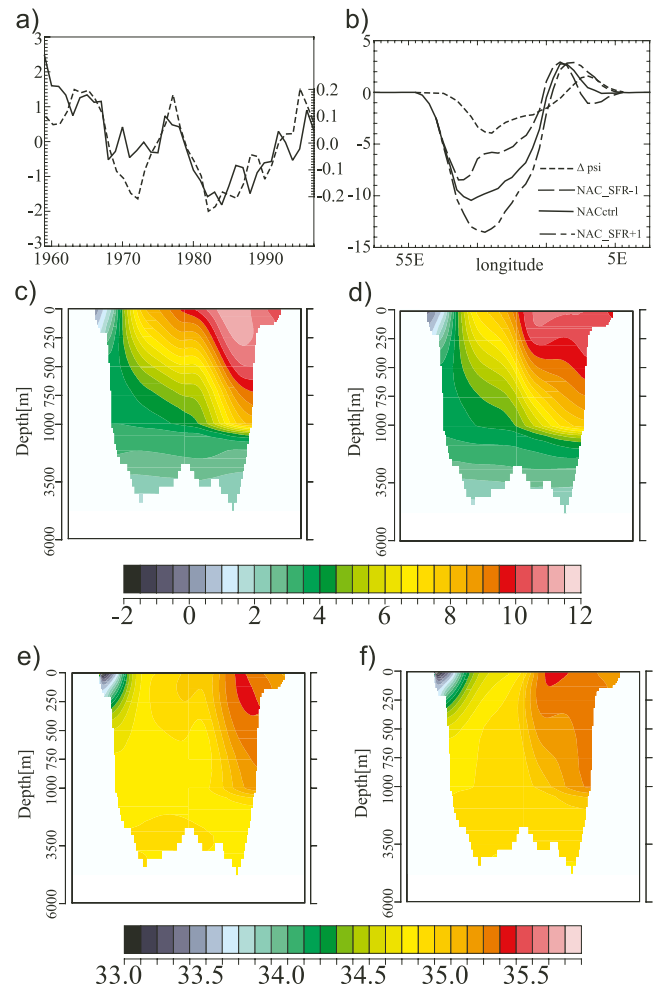 a)
3
2
1
0
-1
-2
-3
0.2
0.1
0.0
-0.1
-0.2
1960 1970 1980 1990
b)
5
0
-5
-10
-15
Δ psi
NAC_SFR-1
NACctrl
NAC_SFR+1
55E longitude 5E
c)
Depth[m]
0
250
500
750
1000
3500
6000
d)
Depth[m]
0
250
500
750
1000
3500
6000
-2 0 2 4 6 8 10 12
e)
Depth[m]
0
250
500
750
1000
3500
6000
f)
Depth[m]
0
250
500
750
1000
3500
6000
33.0 33.5 34.0 34.5 35.0 35.5